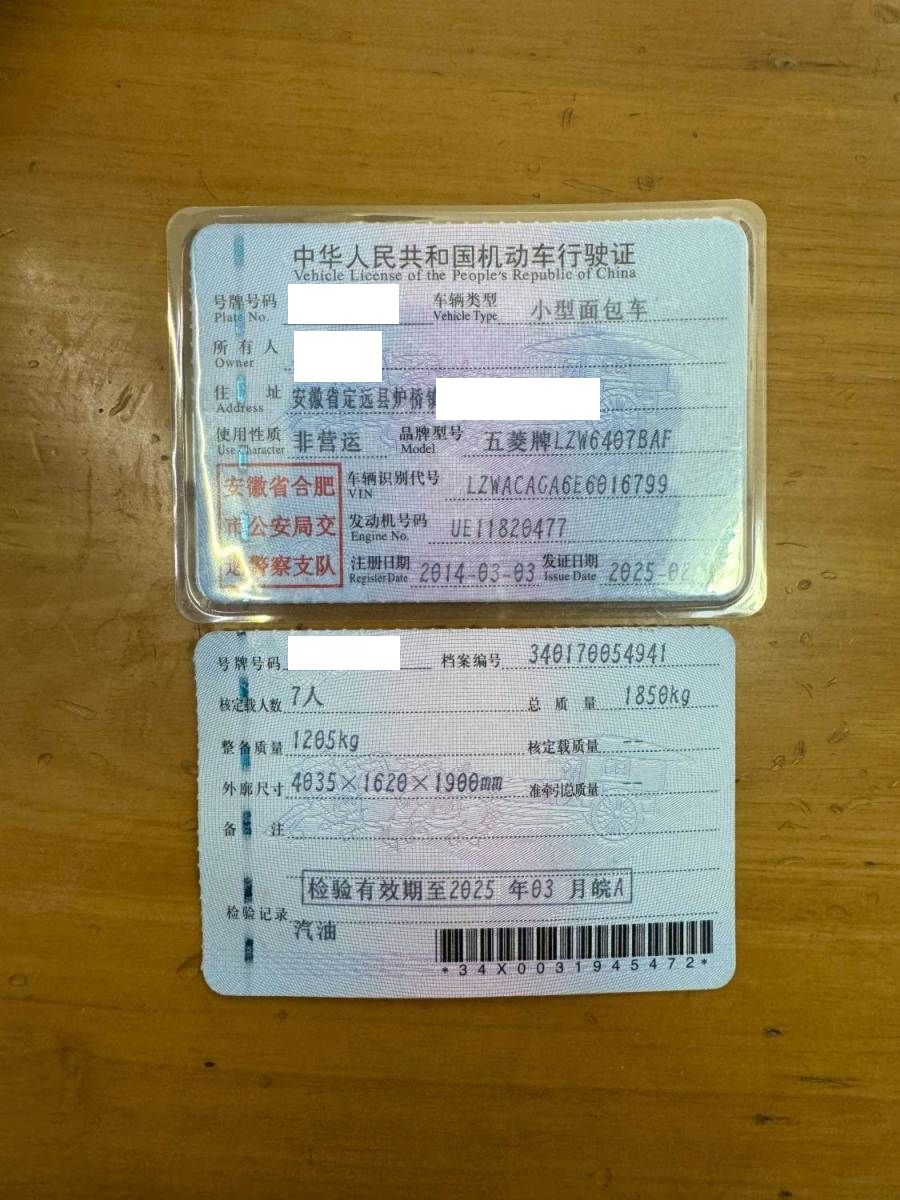 中华人民共和国机动车行驶证
Vehicle License of the People's Republic of China
号牌号码 Plate No. 车辆类型 Vehicle Type 小型面包车
所有人 Owner
住址 Address 安徽省定远县炉桥镇
使用性质 Use Character 非营运 品牌型号 Model 五菱牌LZW6407BAF
安徽省合肥 车辆识别代号 VIN LZWACAGA6E6016799
市公安局交 发动机号码 Engine No. UE11820477
通警察支队 注册日期 Register Date 2014-03-03 发证日期 Issue Date 2025-02
号牌号码 档案编号 340170054941
核定载人数 7人 总质量 1850kg
整备质量 1205kg 核定载质量 --
外廓尺寸 4035×1620×1900mm 准牵引总质量 --
备注
检验有效期至2025 年03 月皖A
检验记录
汽油
*34X0031945472*